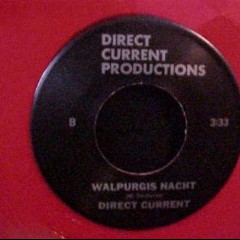 DIRECT
CURRENT
PRODUCTIONS
B 3:33
WALPURGIS NACHT
DIRECT CURRENT